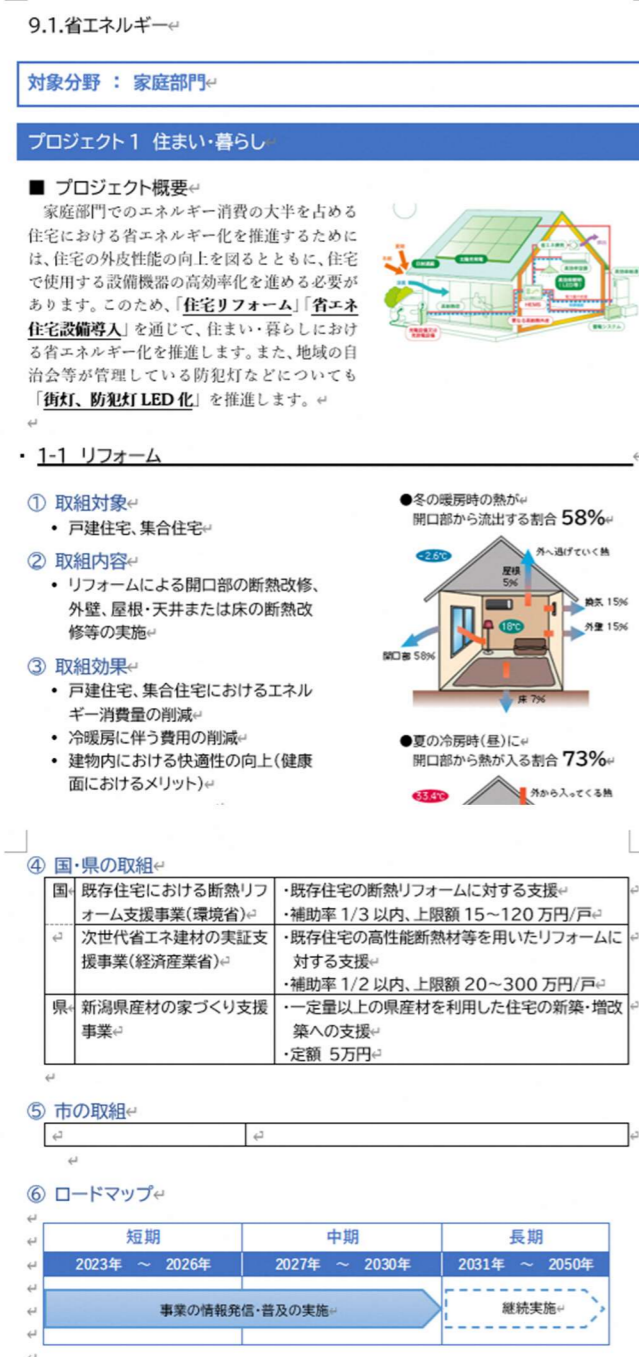 9.1.省エネルギー
対象分野 ： 家庭部門
プロジェクト1 住まい・暮らし
■ プロジェクト概要
家庭部門でのエネルギー消費の大半を占める
住宅における省エネルギー化を推進するために
は、住宅の外皮性能の向上を図るとともに、住宅
で使用する設備機器の高効率化を進める必要が
あります。このため、「住宅リフォーム」「省エネ
住宅設備導入」を通じて、住まい・暮らしにおけ
る省エネルギー化を推進します。また、地域の自
治会等が管理している防犯灯などについても
「街灯、防犯灯 LED 化」を推進します。
HEMS
・ 1-1 リフォーム
① 取組対象
• 戸建住宅、集合住宅
② 取組内容
• リフォームによる開口部の断熱改修、
外壁、屋根・天井または床の断熱改
修等の実施
③ 取組効果
• 戸建住宅、集合住宅におけるエネル
ギー消費量の削減
• 冷暖房に伴う費用の削減
• 建物内における快適性の向上(健康
面におけるメリット)
●冬の暖房時の熱が
開口部から流出する割合 58%
-2.6℃
外へ逃げていく熱
屋根
5%
換気 15%
18℃
外壁 15%
開口部 58%
床 7%
●夏の冷房時(昼)に
開口部から熱が入る割合 73%
33.4℃
外から入ってくる熱
④ 国・県の取組
国 既存住宅における断熱リフ ・既存住宅の断熱リフォームに対する支援
ォーム支援事業(環境省) ・補助率 1/3 以内、上限額 15～120 万円/戸
次世代省エネ建材の実証支 ・既存住宅の高性能断熱材等を用いたリフォームに
援事業(経済産業省) 対する支援
・補助率 1/2 以内、上限額 20～300 万円/戸
県 新潟県産材の家づくり支援 ・一定量以上の県産材を利用した住宅の新築・増改
事業 築への支援
・定額 5万円
⑤ 市の取組
⑥ ロードマップ
短期 中期 長期
2023年 ～ 2026年 2027年 ～ 2030年 2031年 ～ 2050年
事業の情報発信・普及の実施 継続実施